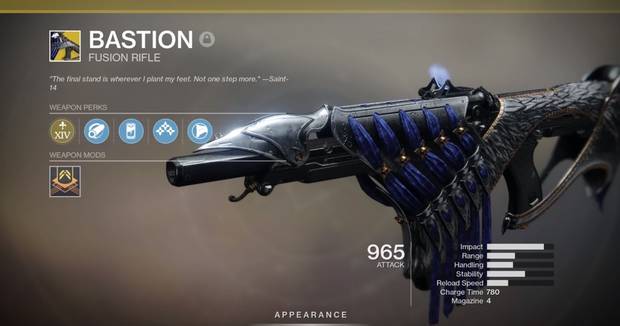 BASTION
FUSION RIFLE
"The final stand is wherever I plant my feet. Not one step more." —Saint-
14
WEAPON PERKS
XIV
WEAPON MODS
965
ATTACK
Impact
Range
Handling
Stability
Reload Speed
Charge Time 780
Magazine 4
APPEARANCE